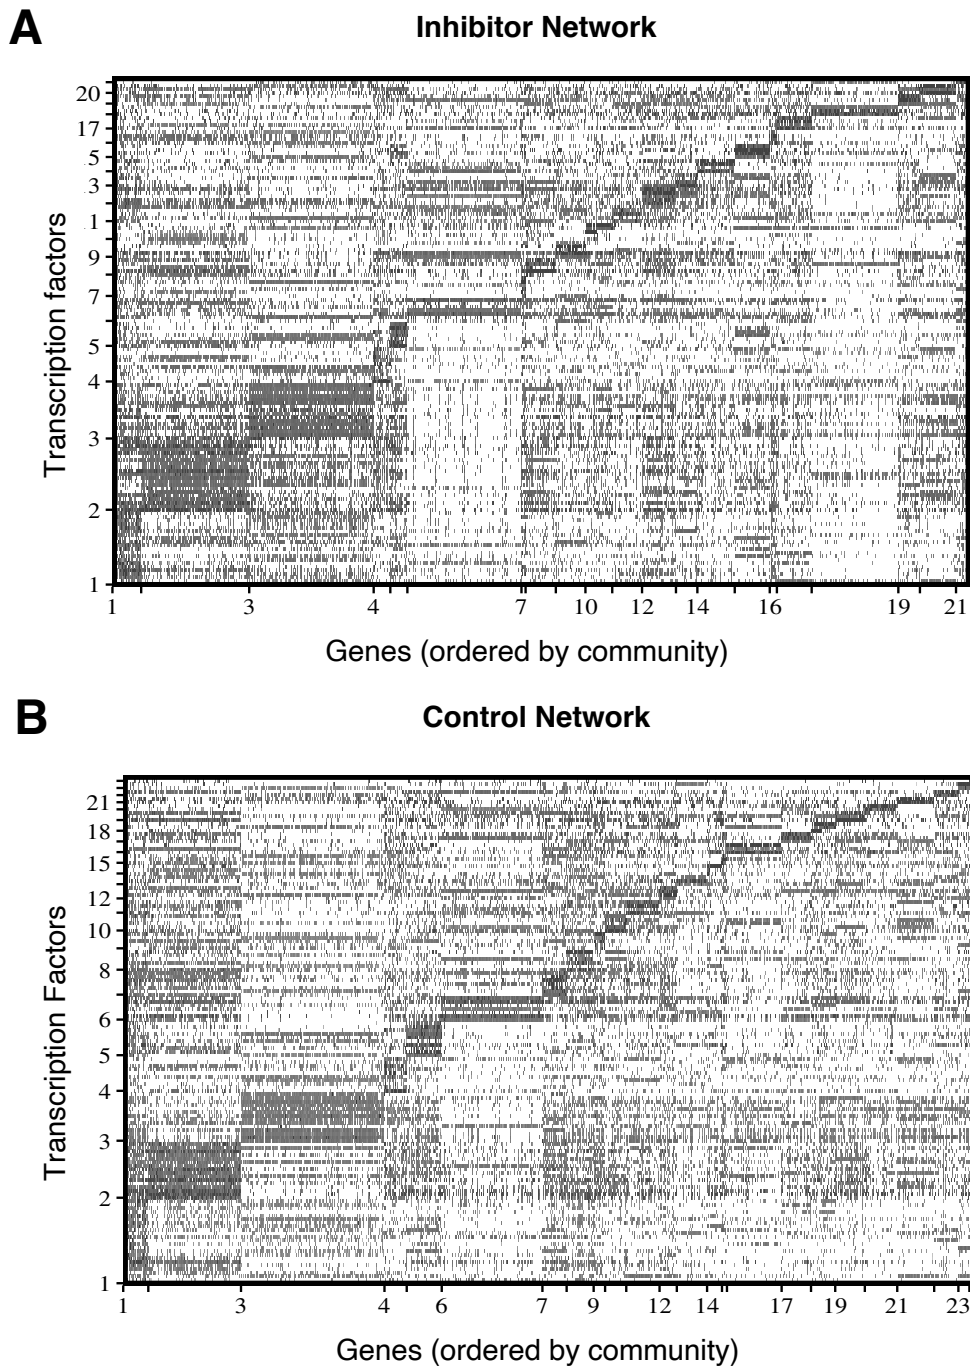 A
Inhibitor Network
20
17
5
3
1
9
7
5
4
3
2
1
Transcription factors
1 3 4 7 10 12 14 16 19 21
Genes (ordered by community)
B
Control Network
21
18
15
12
10
8
6
5
4
3
2
1
Transcription Factors
1 3 4 6 7 9 12 14 17 19 21 23
Genes (ordered by community)